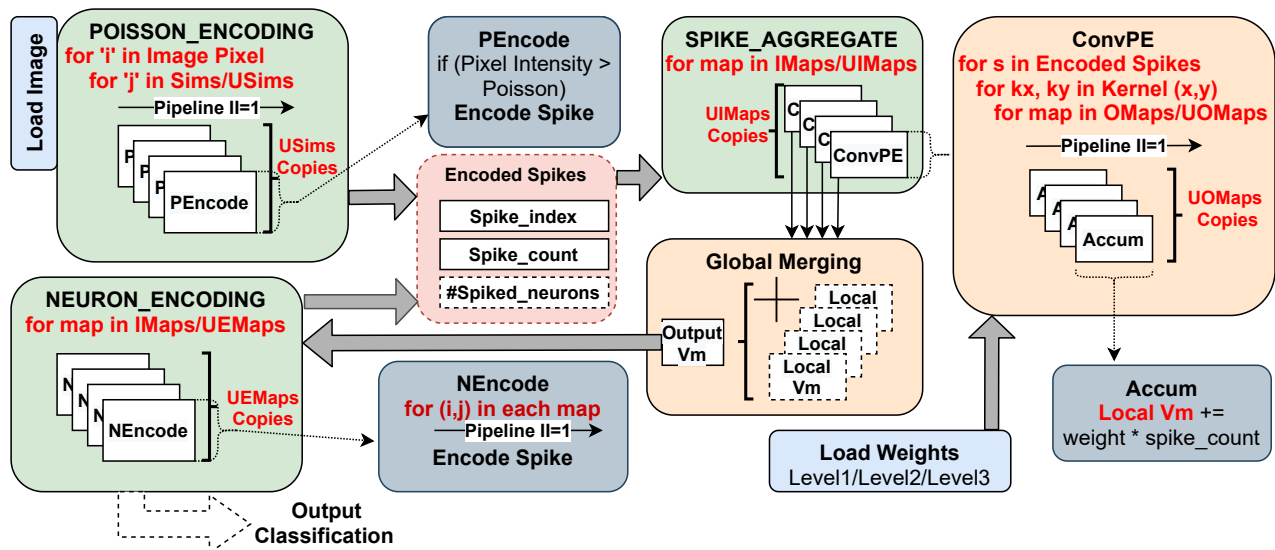 Load Image
POISSON_ENCODING
for 'i' in Image Pixel
for 'j' in Sims/USims
Pipeline II=1
P
P
P
PEncode
USims
Copies
PEncode
if (Pixel Intensity >
Poisson)
Encode Spike
Encoded Spikes
Spike_index
Spike_count
#Spiked_neurons
SPIKE_AGGREGATE
for map in IMaps/UIMaps
UIMaps
Copies
C
C
C
ConvPE
ConvPE
for s in Encoded Spikes
for kx, ky in Kernel (x,y)
for map in OMaps/UOMaps
Pipeline II=1
A
A
A
Accum
UOMaps
Copies
Global Merging
Output
Vm
Local
Local
Local
Local
Vm
NEURON_ENCODING
for map in IMaps/UEMaps
N
N
N
NEncode
UEMaps
Copies
NEncode
for (i,j) in each map
Pipeline II=1
Encode Spike
Load Weights
Level1/Level2/Level3
Accum
Local Vm +=
weight * spike_count
Output
Classification